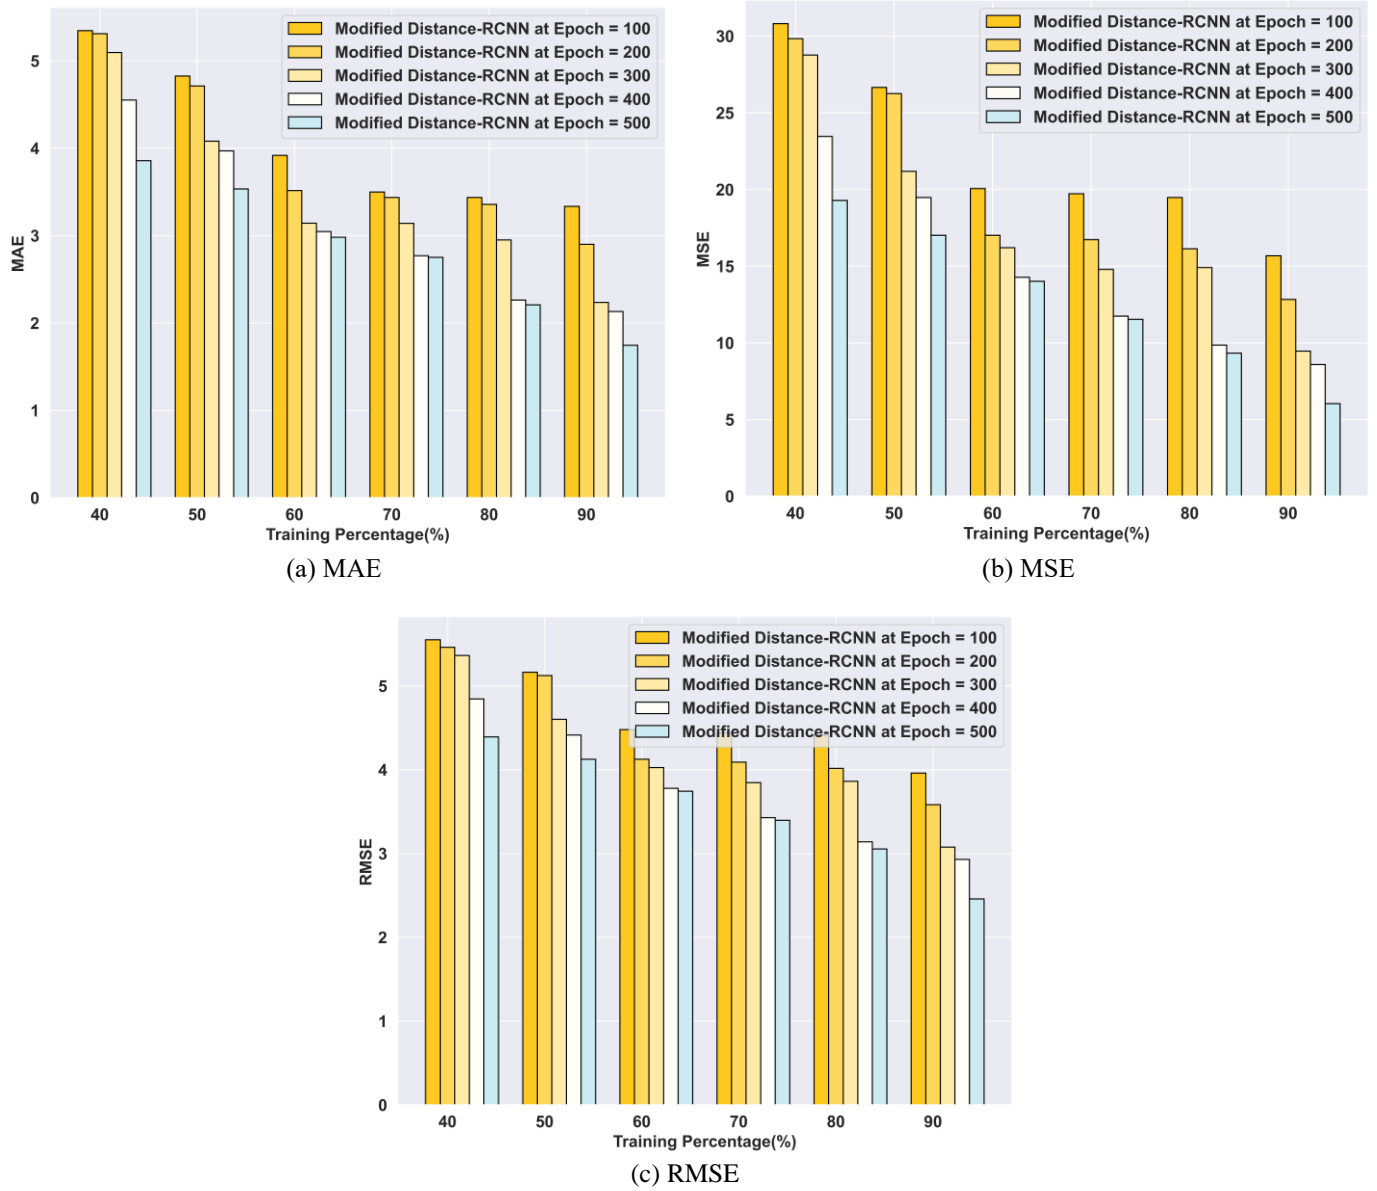 Modified Distance-RCNN at Epoch = 100
Modified Distance-RCNN at Epoch = 200
Modified Distance-RCNN at Epoch = 300
Modified Distance-RCNN at Epoch = 400
Modified Distance-RCNN at Epoch = 500
5
4
3
2
1
0
MAE
40 50 60 70 80 90
Training Percentage(%)
(a) MAE
Modified Distance-RCNN at Epoch = 100
Modified Distance-RCNN at Epoch = 200
Modified Distance-RCNN at Epoch = 300
Modified Distance-RCNN at Epoch = 400
Modified Distance-RCNN at Epoch = 500
30
25
20
15
10
5
0
MSE
40 50 60 70 80 90
Training Percentage(%)
(b) MSE
Modified Distance-RCNN at Epoch = 100
Modified Distance-RCNN at Epoch = 200
Modified Distance-RCNN at Epoch = 300
Modified Distance-RCNN at Epoch = 400
Modified Distance-RCNN at Epoch = 500
5
4
3
2
1
0
RMSE
40 50 60 70 80 90
Training Percentage(%)
(c) RMSE